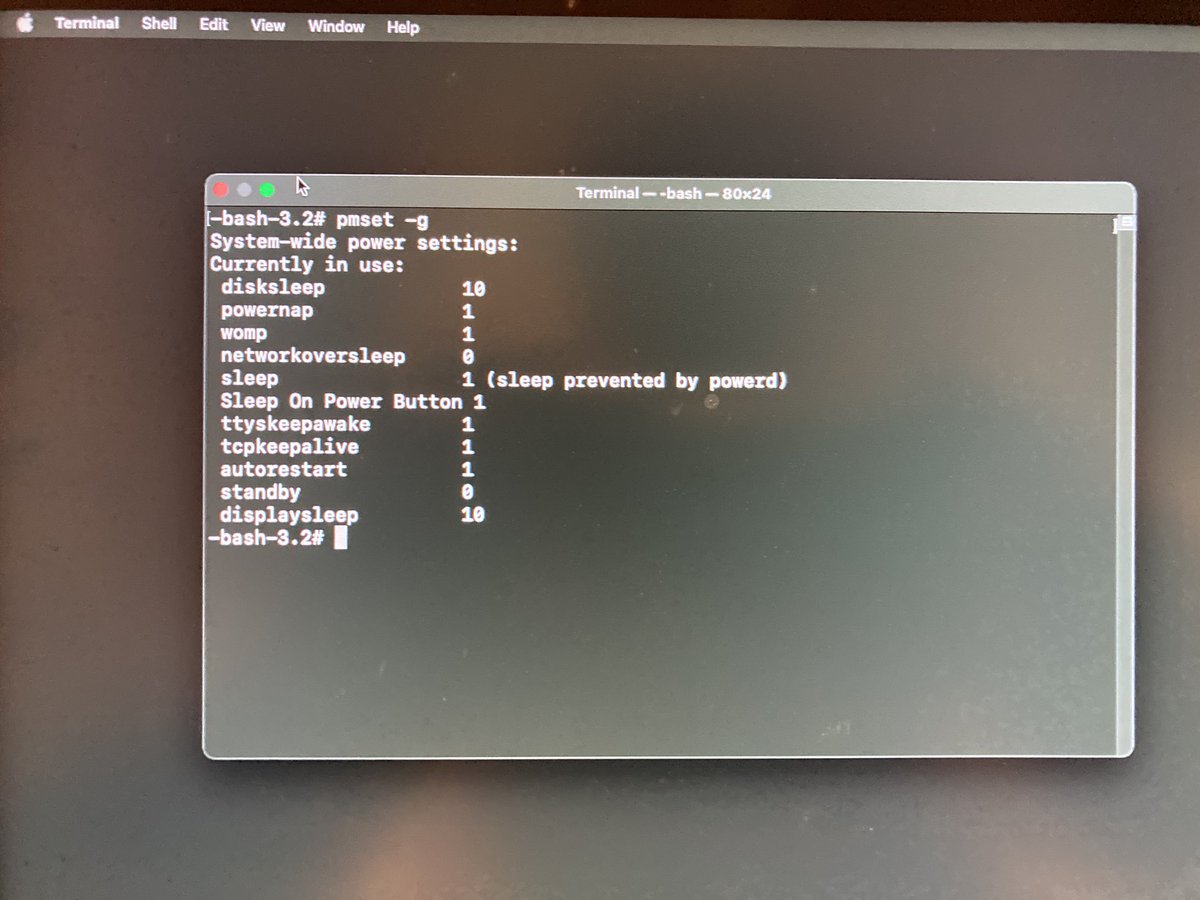 Terminal Shell Edit View Window Help
Terminal — -bash — 80×24
[-bash-3.2# pmset -g ]
System-wide power settings:
Currently in use:
disksleep 10
powernap 1
womp 1
networkoversleep 0
sleep 1 (sleep prevented by powerd)
Sleep On Power Button 1
ttyskeepawake 1
tcpkeepalive 1
autorestart 1
standby 0
displaysleep 10
-bash-3.2#